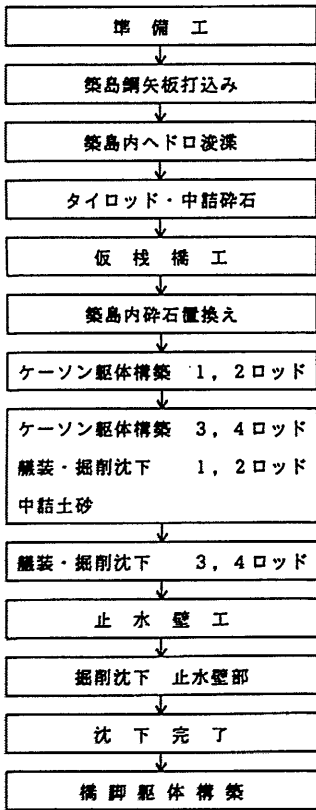 準備工
築島鋼矢板打込み
築島内ヘドロ浚渫
タイロッド・中詰砕石
仮桟橋工
築島内砕石置換え
ケーソン躯体構築 1,2ロッド
ケーソン躯体構築 3,4ロッド
艤装・掘削沈下 1,2ロッド
中詰土砂
艤装・掘削沈下 3,4ロッド
止水壁工
掘削沈下 止水壁部
沈下完了
橋脚躯体構築